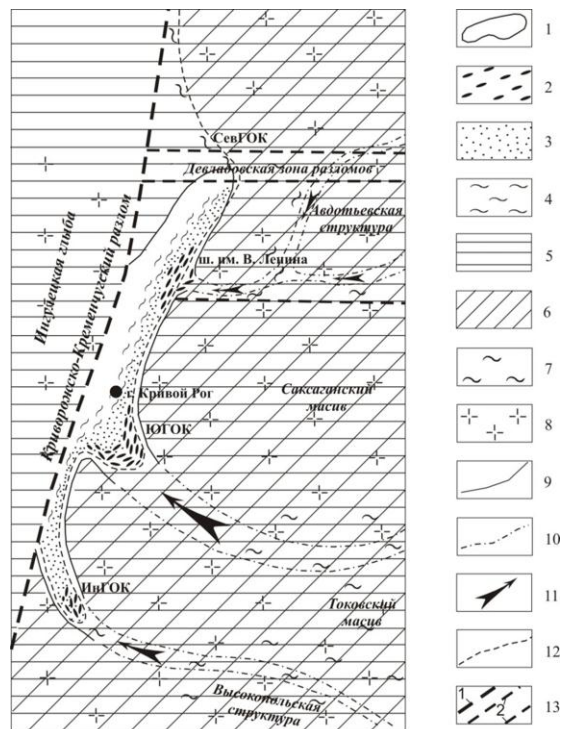 СевГОК
Девладовская зона разломов
Авдотьевская
структура
ш. им. В. Ленина
Ингулецкая глыба
Криворожско-Кременчугский разлом
г. Кривой Рог
ЮГОК
Саксаганский
масив
ИнГОК
Токовский
масив
Высокопольская
структура
1
2
3
4
5
6
7
8
9
10
11
12
1
2
13